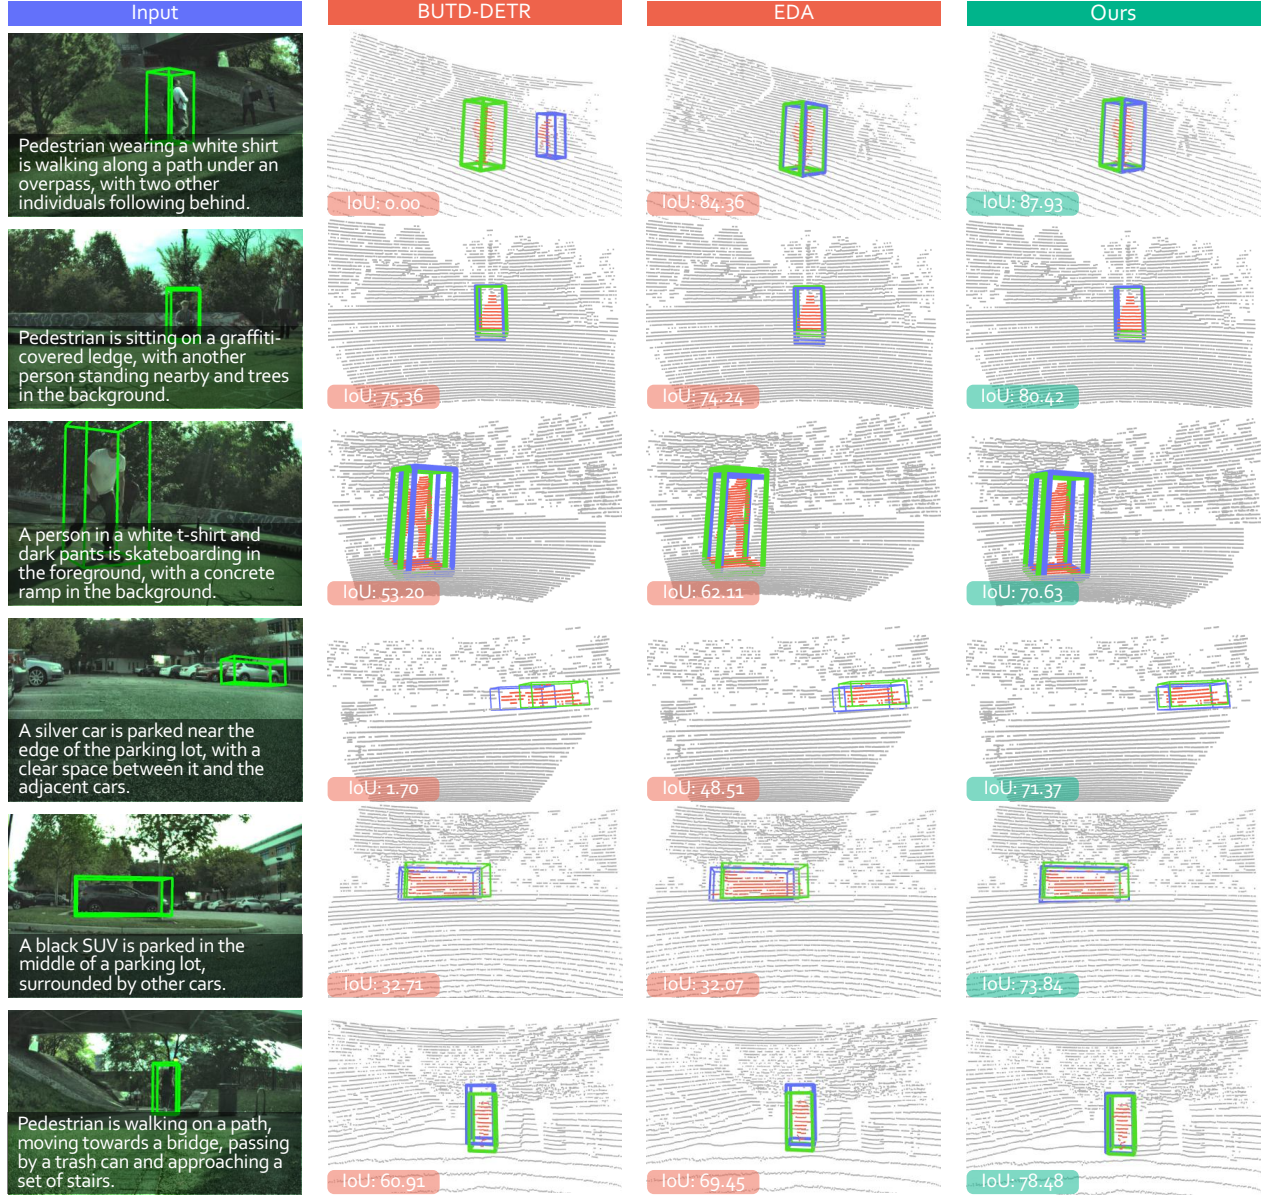 Input
BUTD-DETR
EDA
Ours
Pedestrian wearing a white shirt
is walking along a path under an
overpass, with two other
individuals following behind.
IoU: 0.00
IoU: 84.36
IoU: 87.93
Pedestrian is sitting on a graffiti-
covered ledge, with another
person standing nearby and trees
in the background.
IoU: 75.36
IoU: 74.24
IoU: 80.42
A person in a white t-shirt and
dark pants is skateboarding in
the foreground, with a concrete
ramp in the background.
IoU: 53.20
IoU: 62.11
IoU: 70.63
A silver car is parked near the
edge of the parking lot, with a
clear space between it and the
adjacent cars.
IoU: 1.70
IoU: 48.51
IoU: 71.37
A black SUV is parked in the
middle of a parking lot,
surrounded by other cars.
IoU: 32.71
IoU: 32.07
IoU: 73.84
Pedestrian is walking on a path,
moving towards a bridge, passing
by a trash can and approaching a
set of stairs.
IoU: 60.91
IoU: 69.45
IoU: 78.48